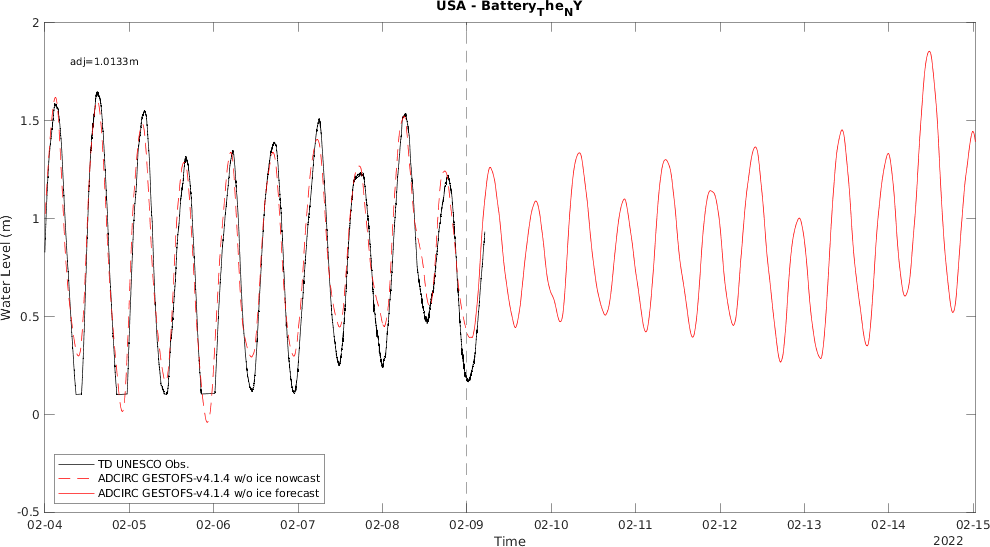 USA - Battery_The_NY
2
adj=1.0133m
1.5
1
Water Level (m)
0.5
0
TD UNESCO Obs.
ADCIRC GESTOFS-v4.1.4 w/o ice nowcast
ADCIRC GESTOFS-v4.1.4 w/o ice forecast
-0.5
02-04 02-05 02-06 02-07 02-08 02-09 02-10 02-11 02-12 02-13 02-14 02-15
Time
2022